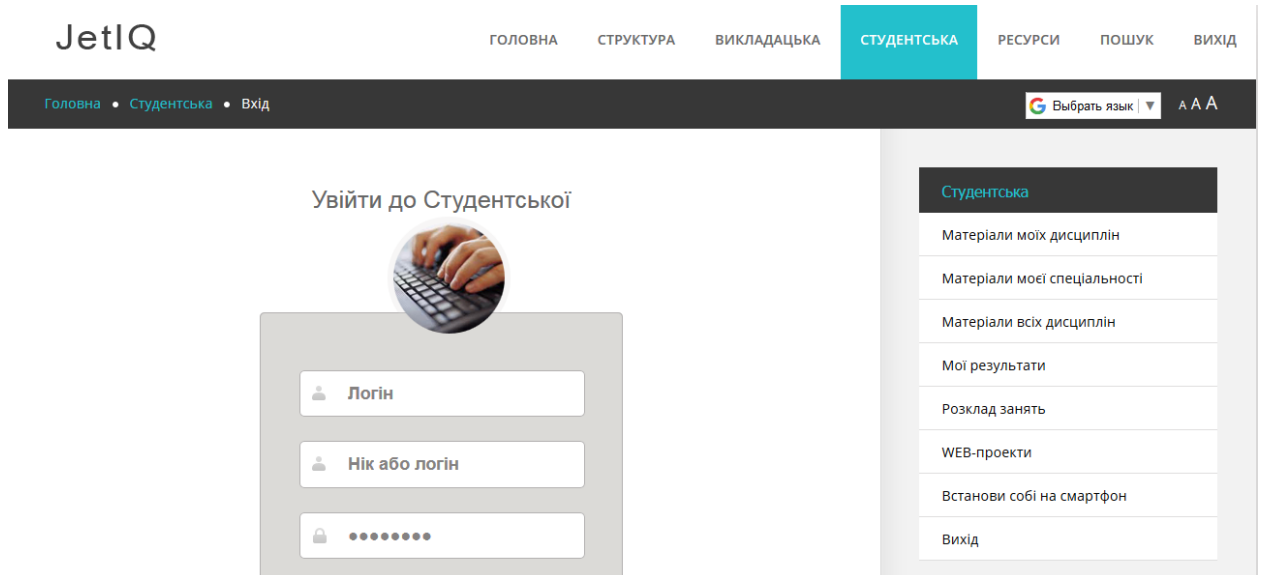 JetIQ
ГОЛОВНА СТРУКТУРА ВИКЛАДАЦЬКА СТУДЕНТСЬКА РЕСУРСИ ПОШУК ВИХІД
Головна • Студентська • Вхід
Выбрать язык ▼ A A A
Увійти до Студентської
Логін
Нік або логін
••••••••
Студентська
Матеріали моїх дисциплін
Матеріали моєї спеціальності
Матеріали всіх дисциплін
Мої результати
Розклад занять
WEB-проекти
Встанови собі на смартфон
Вихід